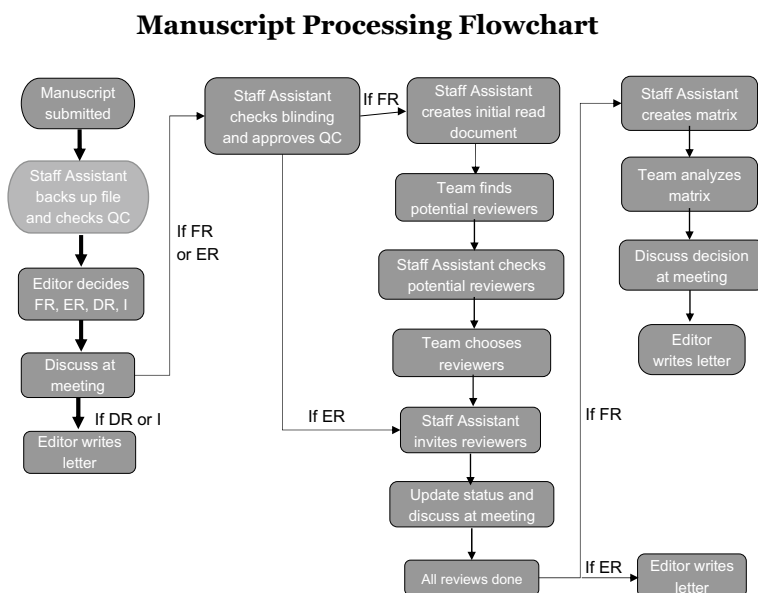 Manuscript Processing Flowchart
Manuscript
submitted
Staff Assistant
backs up file
and checks QC
Editor decides
FR, ER, DR, I
Discuss at
meeting
If DR or I
Editor writes
letter
If FR
or ER
Staff Assistant
checks blinding
and approves QC
If FR
If ER
Staff Assistant
creates initial read
document
Team finds
potential reviewers
Staff Assistant checks
potential reviewers
Team chooses
reviewers
Staff Assistant
invites reviewers
Update status and
discuss at meeting
All reviews done
If FR
If ER
Editor writes
letter
Staff Assistant
creates matrix
Team analyzes
matrix
Discuss decision
at meeting
Editor
writes letter